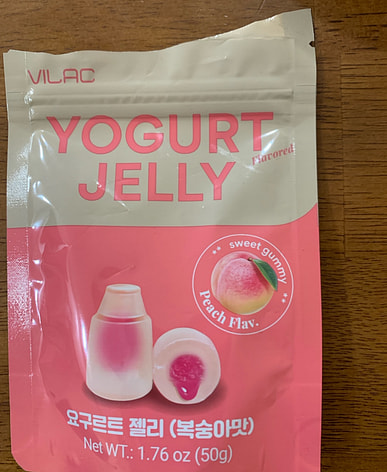 VILAC
YOGURT
Flavored
JELLY
sweet gummy
Peach Flav.
요구르트 젤리 (복숭아맛)
Net WT.: 1.76 oz (50g)